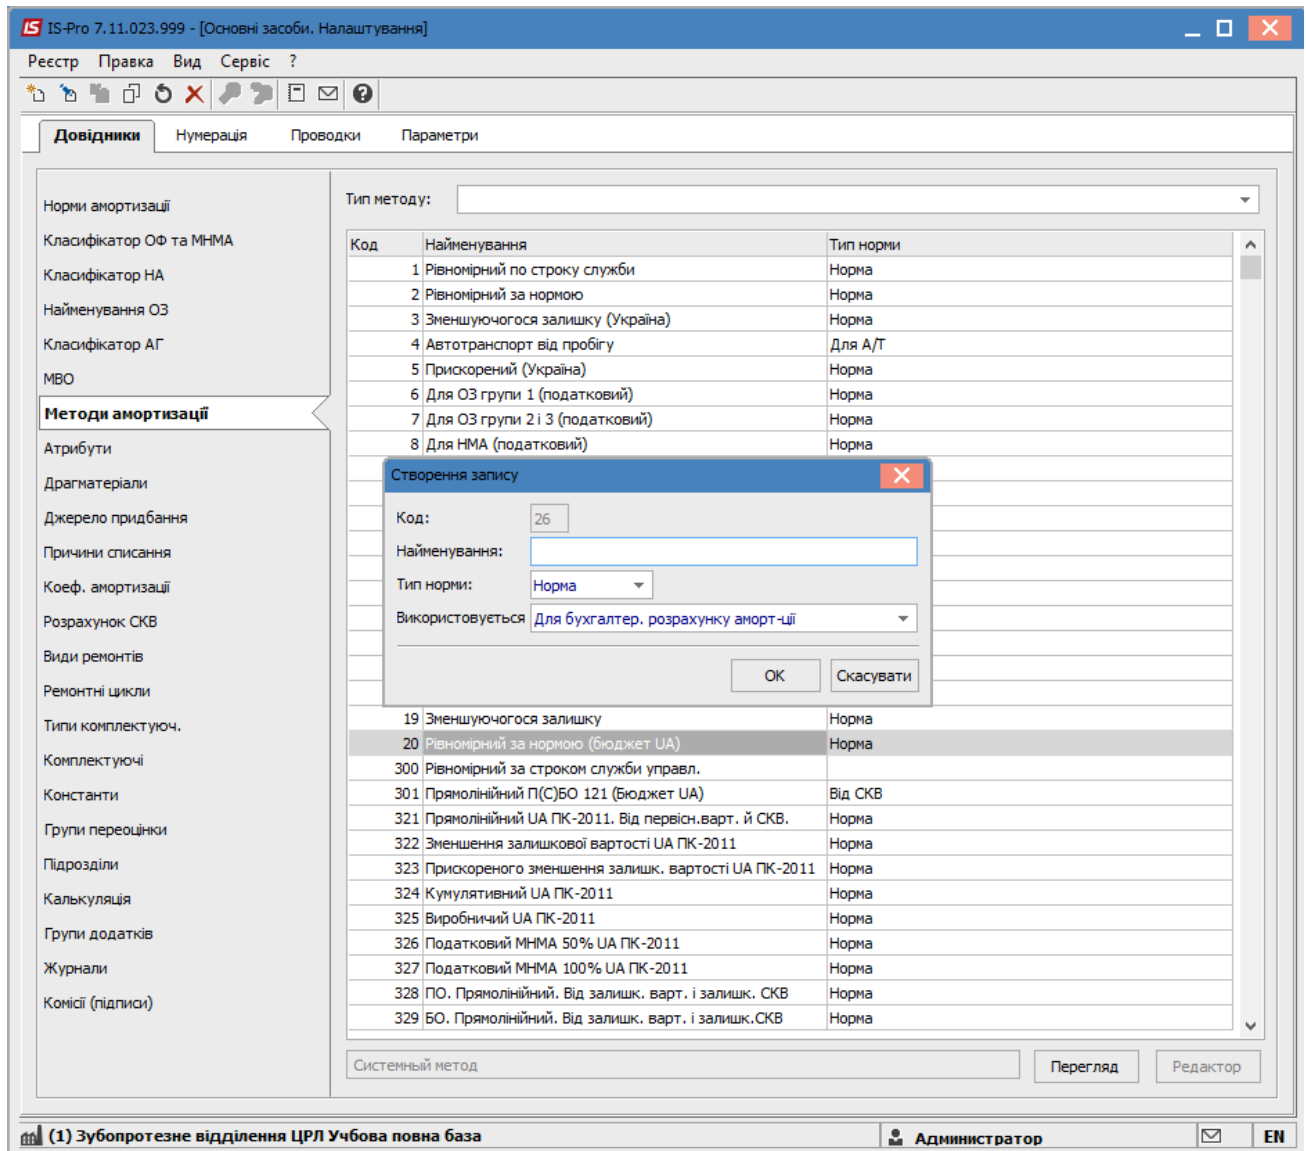 IS-Pro 7.11.023.999 - [Основні засоби. Налаштування]
Реєстр Правка Вид Сервіс ?
Довідники Нумерація Проводки Параметри
Норми амортизації
Класифікатор ОФ та МНМА
Класифікатор НА
Найменування ОЗ
Класифікатор АГ
МВО
Методи амортизації
Атрибути
Драгматеріали
Джерело придбання
Причини списання
Коеф. амортизації
Розрахунок СКВ
Види ремонтів
Ремонтні цикли
Типи комплектуюч.
Комплектуючі
Константи
Групи переоцінки
Підрозділи
Калькуляція
Групи додатків
Журнали
Комісії (підписи)
Тип методу:
Код Найменування Тип норми
1 Рівномірний по строку служби Норма
2 Рівномірний за нормою Норма
3 Зменшуючогося залишку (Україна) Норма
4 Автотранспорт від пробігу Для А/Т
5 Прискорений (Україна) Норма
6 Для ОЗ групи 1 (податковий) Норма
7 Для ОЗ групи 2 і 3 (податковий) Норма
8 Для НМА (податковий) Норма
Створення запису
Код: 26
Найменування:
Тип норми: Норма
Використовується Для бухгалтер. розрахунку аморт-ції
OK Скасувати
19 Зменшуючогося залишку Норма
20 Рівномірний за нормою (бюджет UA) Норма
300 Рівномірний за строком служби управл.
301 Прямолінійний П(С)БО 121 (Бюджет UA) Від СКВ
321 Прямолінійний UA ПК-2011. Від первісн.варт. й СКВ. Норма
322 Зменшення залишкової вартості UA ПК-2011 Норма
323 Прискореного зменшення залишк. вартості UA ПК-2011 Норма
324 Кумулятивний UA ПК-2011 Норма
325 Виробничий UA ПК-2011 Норма
326 Податковий МНМА 50% UA ПК-2011 Норма
327 Податковий МНМА 100% UA ПК-2011 Норма
328 ПО. Прямолінійний. Від залишк. варт. і залишк. СКВ Норма
329 БО. Прямолінійний. Від залишк. варт. і залишк.СКВ Норма
Системный метод Перегляд Редактор
(1) Зубопротезне відділення ЦРЛ Учбова повна база Администратор EN